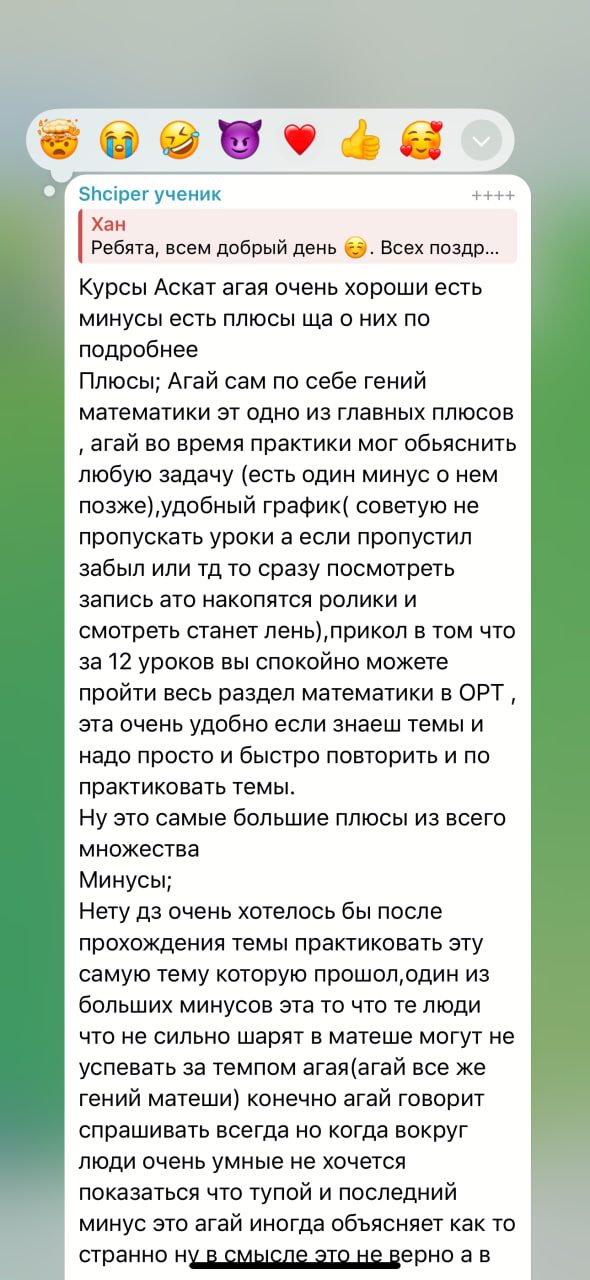 Shciper ученик
++++
Хан
Ребята, всем добрый день ☺️. Всех поздр...
Курсы Аскат агая очень хороши есть
минусы есть плюсы ща о них по
подробнее
Плюсы; Агай сам по себе гений
математики эт одно из главных плюсов
, агай во время практики мог обьяснить
любую задачу (есть один минус о нем
позже),удобный график( советую не
пропускать уроки а если пропустил
забыл или тд то сразу посмотреть
запись ато накопятся ролики и
смотреть станет лень),прикол в том что
за 12 уроков вы спокойно можете
пройти весь раздел математики в ОРТ ,
эта очень удобно если знаеш темы и
надо просто и быстро повторить и по
практиковать темы.
Ну это самые большие плюсы из всего
множества
Минусы;
Нету дз очень хотелось бы после
прохождения темы практиковать эту
самую тему которую прошол,один из
больших минусов эта то что те люди
что не сильно шарят в матеше могут не
успевать за темпом агая(агай все же
гений матеши) конечно агай говорит
спрашивать всегда но когда вокруг
люди очень умные не хочется
показаться что тупой и последний
минус это агай иногда объясняет как то
странно ну в смысле это не верно а в